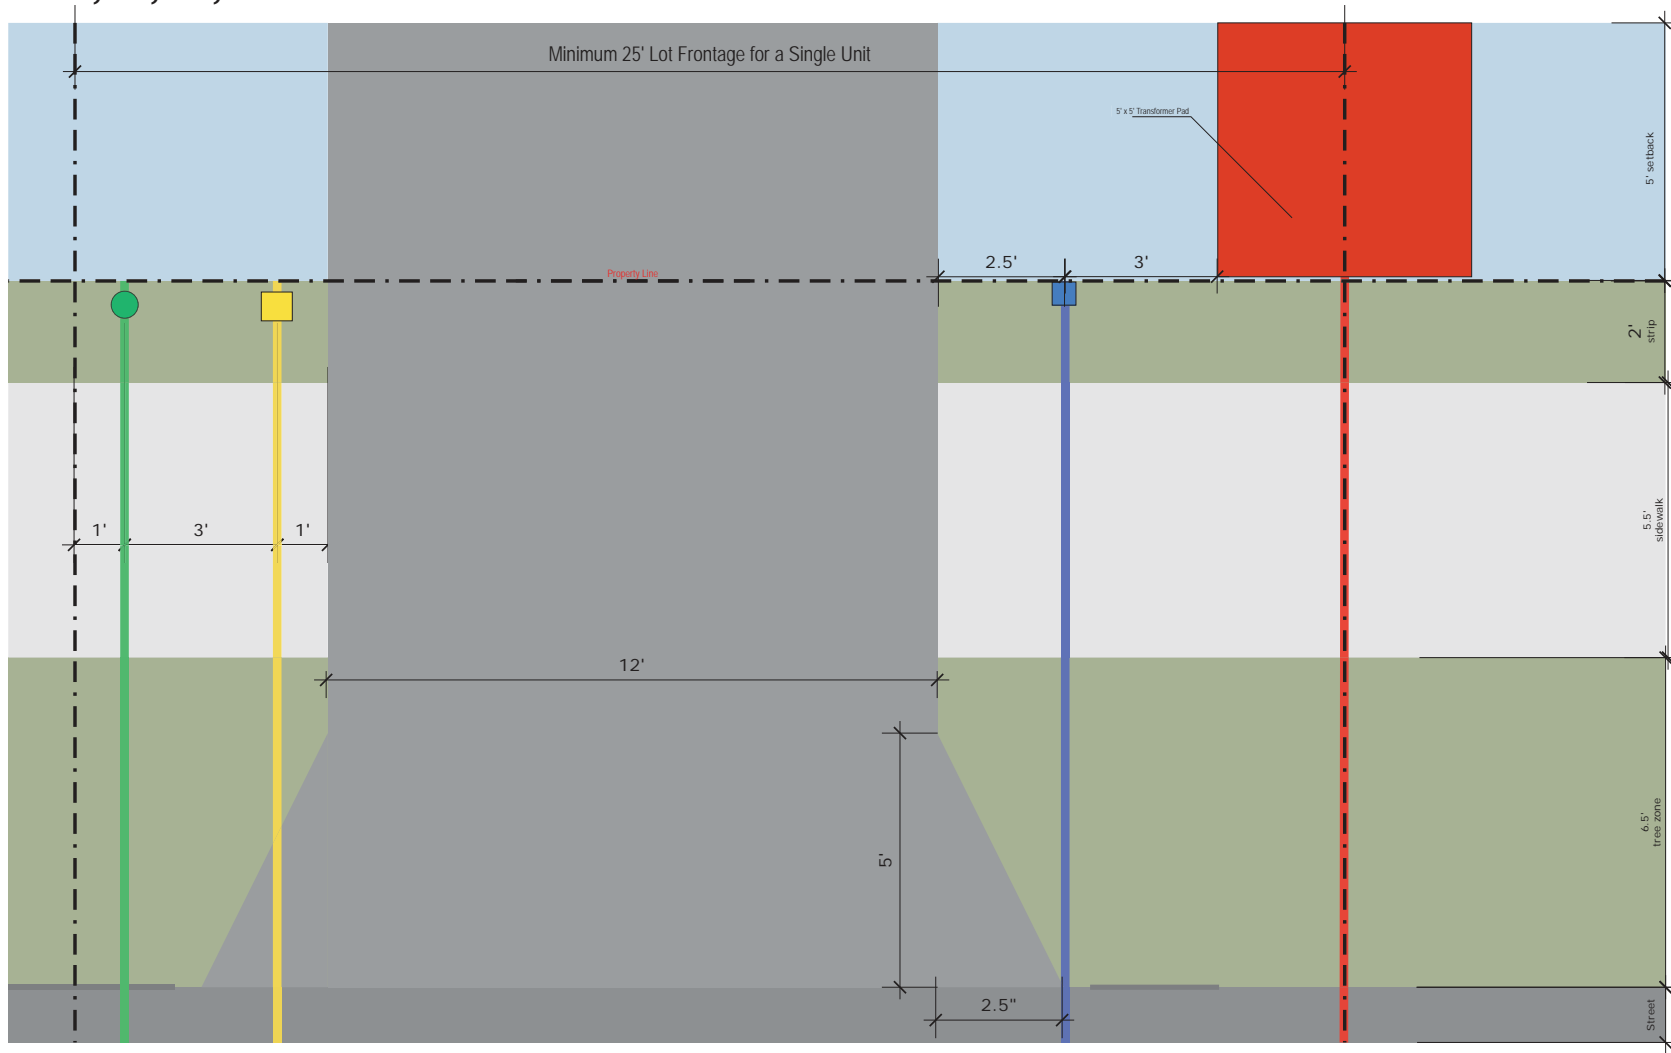 Minimum 25' Lot Frontage for a Single Unit
5' x 5' Transformer Pad
5' setback
Property Line
2.5'
3'
2'
strip
1'
3'
1'
5.5'
sidewalk
12'
5'
6.5'
tree zone
2.5"
Street